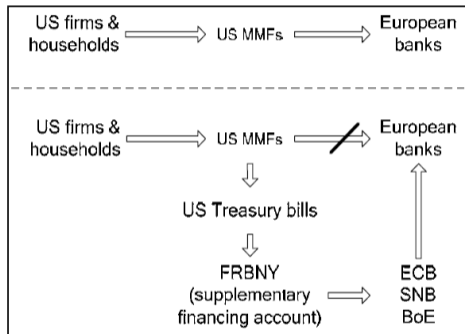 US firms &
households
US MMFs
European
banks
US firms &
households
US MMFs
European
banks
US Treasury bills
FRBNY
(supplementary
financing account)
ECB
SNB
BoE